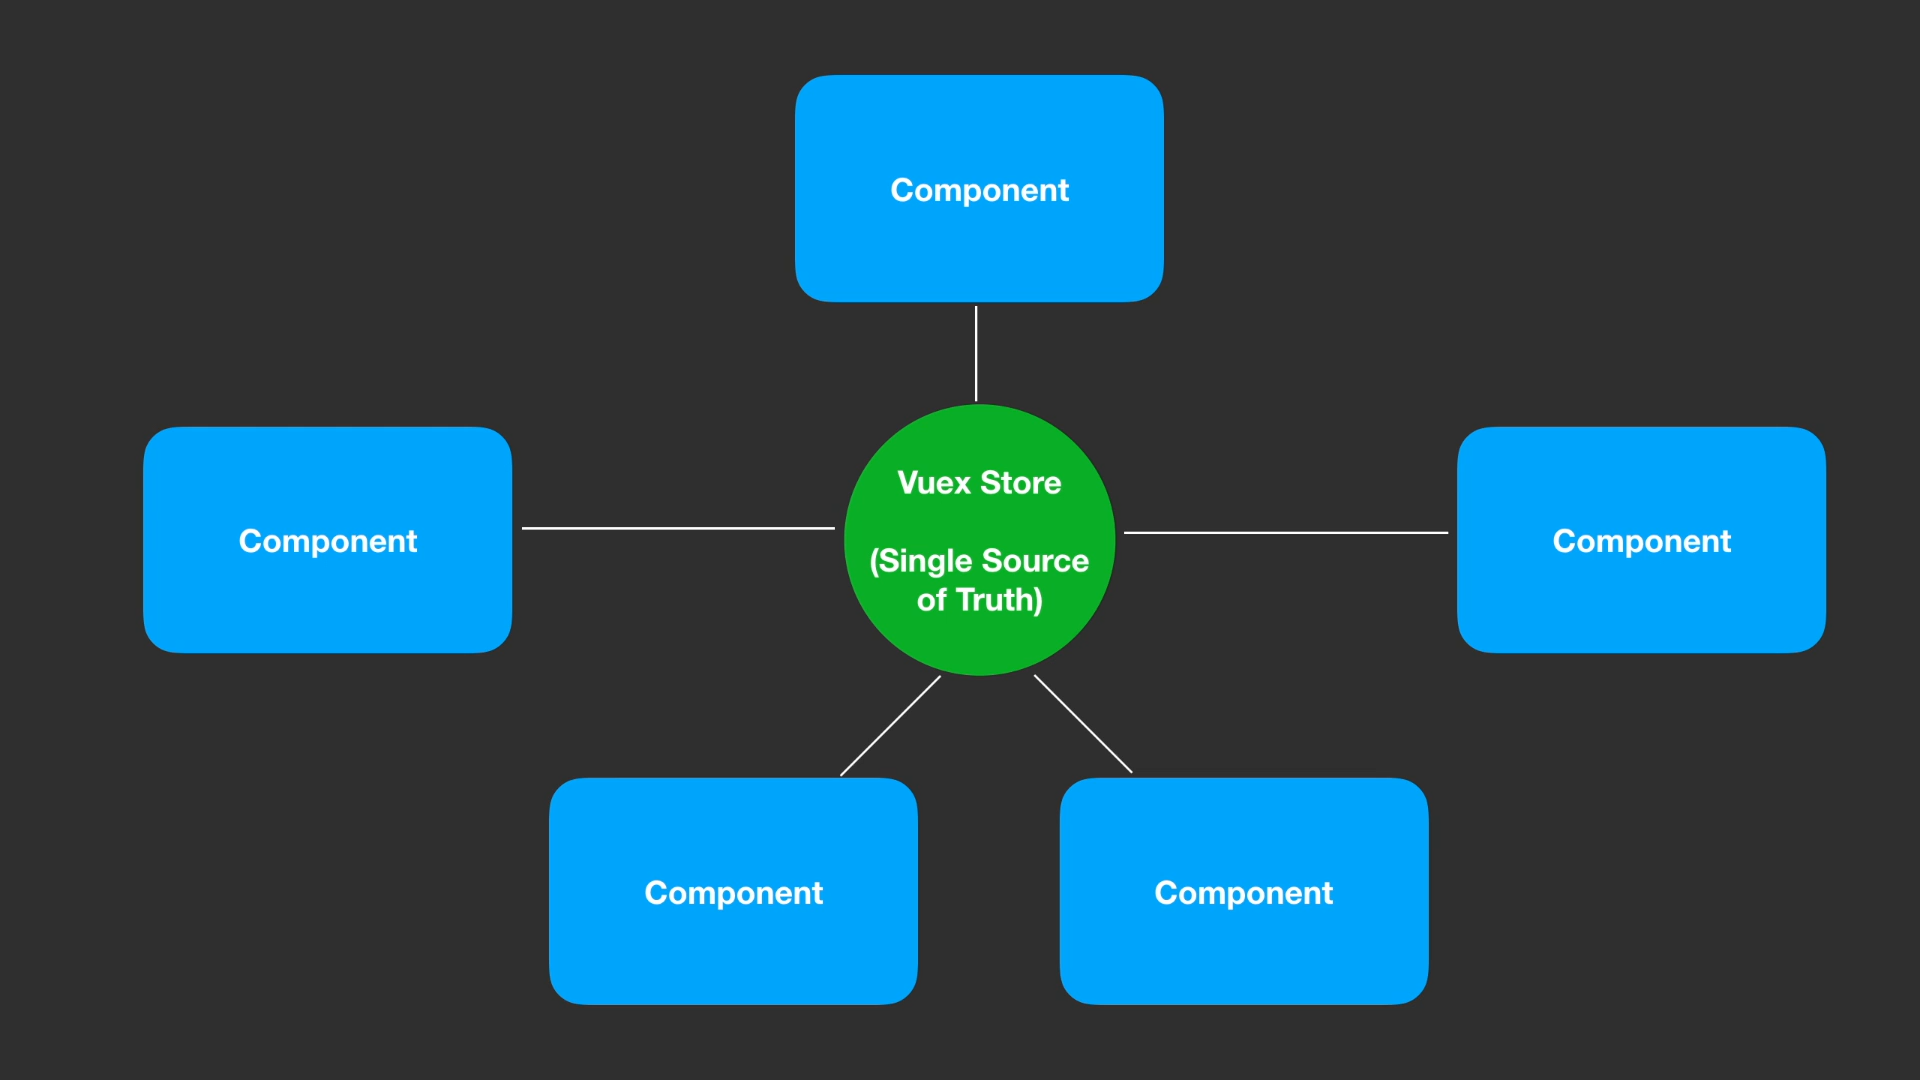 Component
Component
Vuex Store
(Single Source
of Truth)
Component
Component
Component